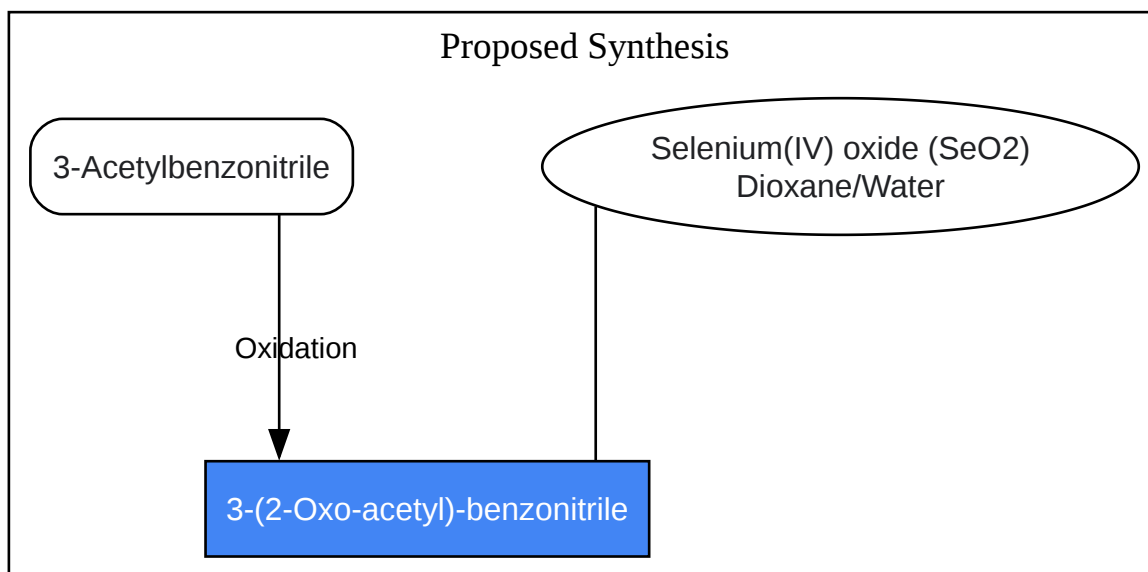 Proposed Synthesis
3-Acetylbenzonitrile
Selenium(IV) oxide (SeO2)
Dioxane/Water
Oxidation
3-(2-Oxo-acetyl)-benzonitrile